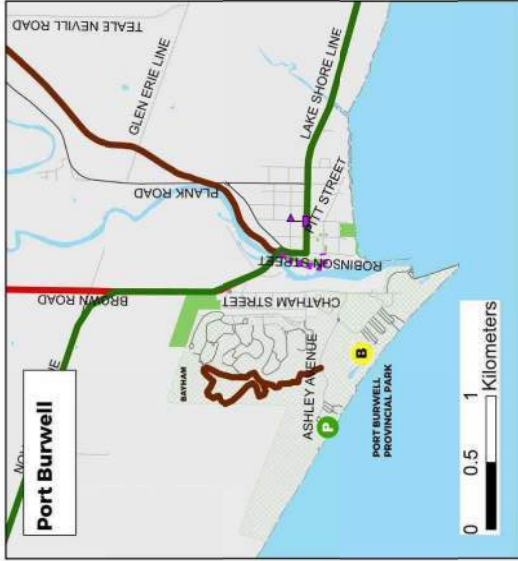 Port Burwell
TEALE NEVILL ROAD
GLEN ERIE LINE
LAKE SHORE LINE
PLANK ROAD
PITT STREET
ROBINSON STREET
BROWN ROAD
CHATHAM STREET
BAYHAM
ASHLEY AVENUE
P
B
PORT BURWELL
PROVINCIAL PARK
0 0.5 1
Kilometers